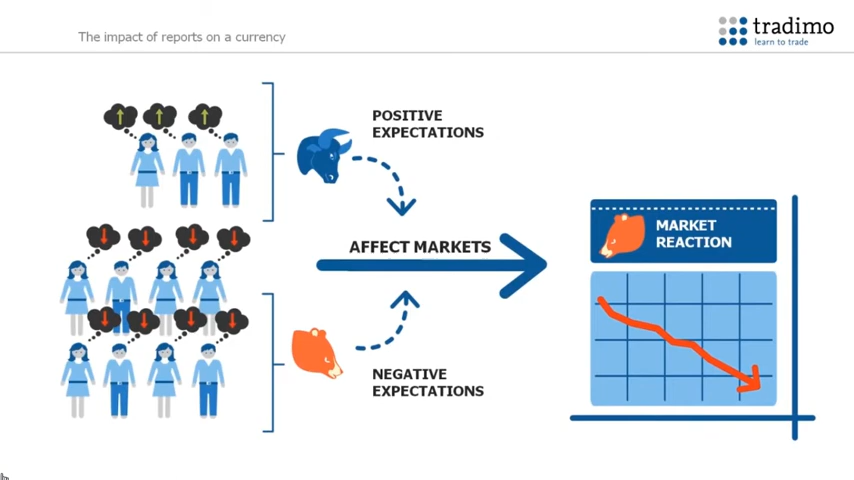 The impact of reports on a currency
tradimo
learn to trade
POSITIVE
EXPECTATIONS
AFFECT MARKETS
MARKET
REACTION
NEGATIVE
EXPECTATIONS